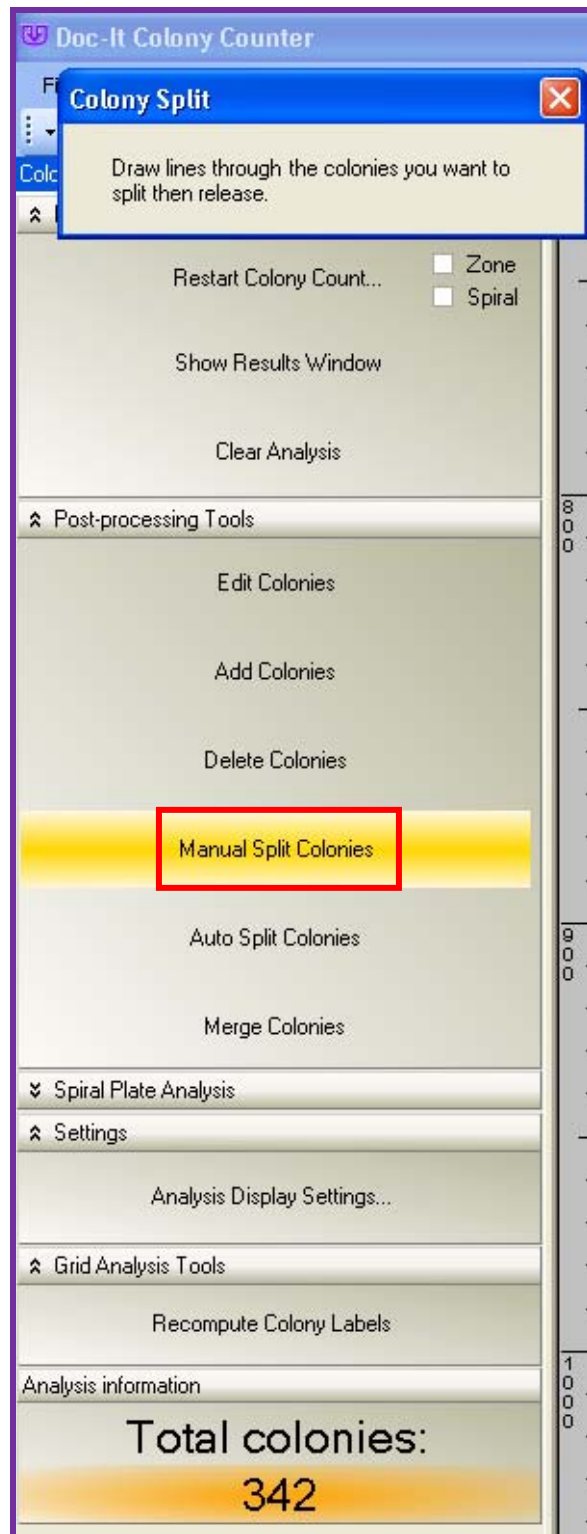 Doc-It Colony Counter
Colony Split
Draw lines through the colonies you want to
split then release.
Restart Colony Count...
Zone
Spiral
Show Results Window
Clear Analysis
Post-processing Tools
800
Edit Colonies
Add Colonies
Delete Colonies
Manual Split Colonies
Auto Split Colonies
900
Merge Colonies
Spiral Plate Analysis
Settings
Analysis Display Settings...
Grid Analysis Tools
Recompute Colony Labels
Analysis information
1000
Total colonies:
342